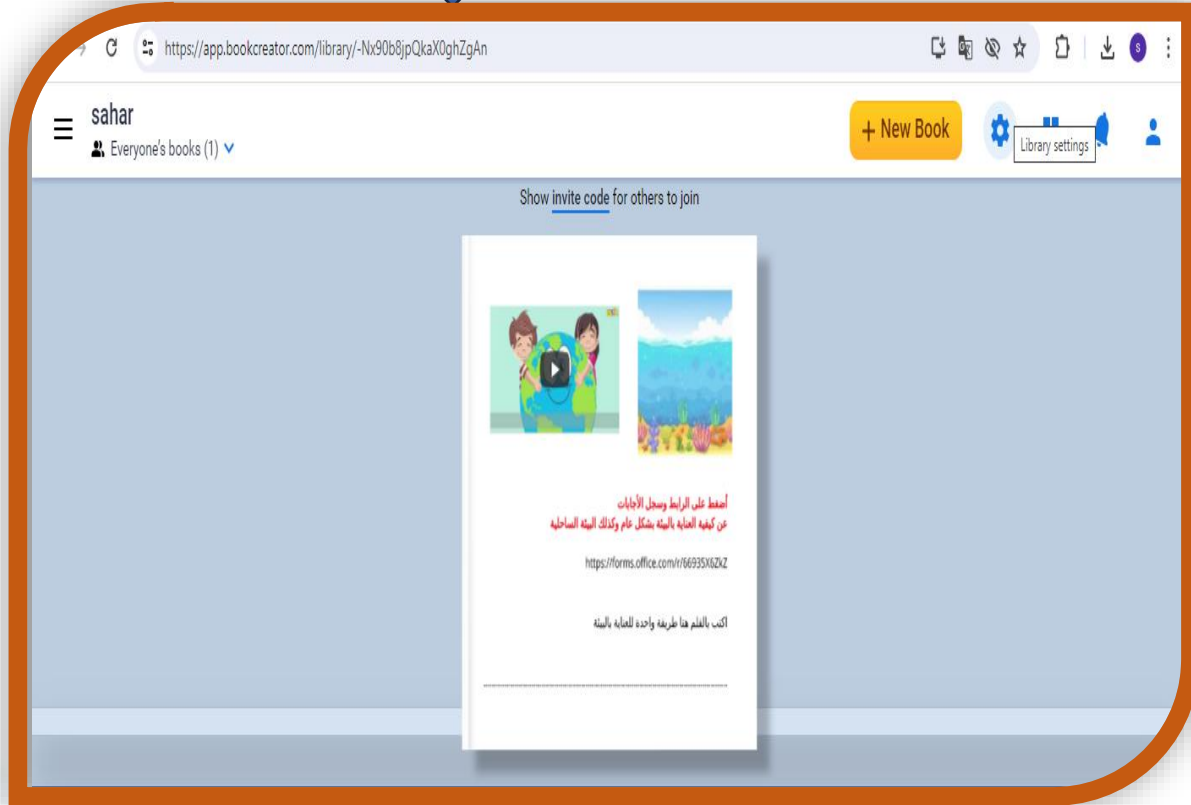 https://app.bookcreator.com/library/-Nx90b8jpQkaX0ghZgAn
S
sahar
Everyone's books (1)
+ New Book
Library settings
Show invite code for others to join
أضغط على الرابط وسجل الأجابات
عن كيفية العناية بالبيئة بشكل عام وكذلك البيئة الساحلية
https://forms.office.com/r/66935X6ZkZ
اكتب بالقلم هنا طريقة واحدة للعناية بالبيئة